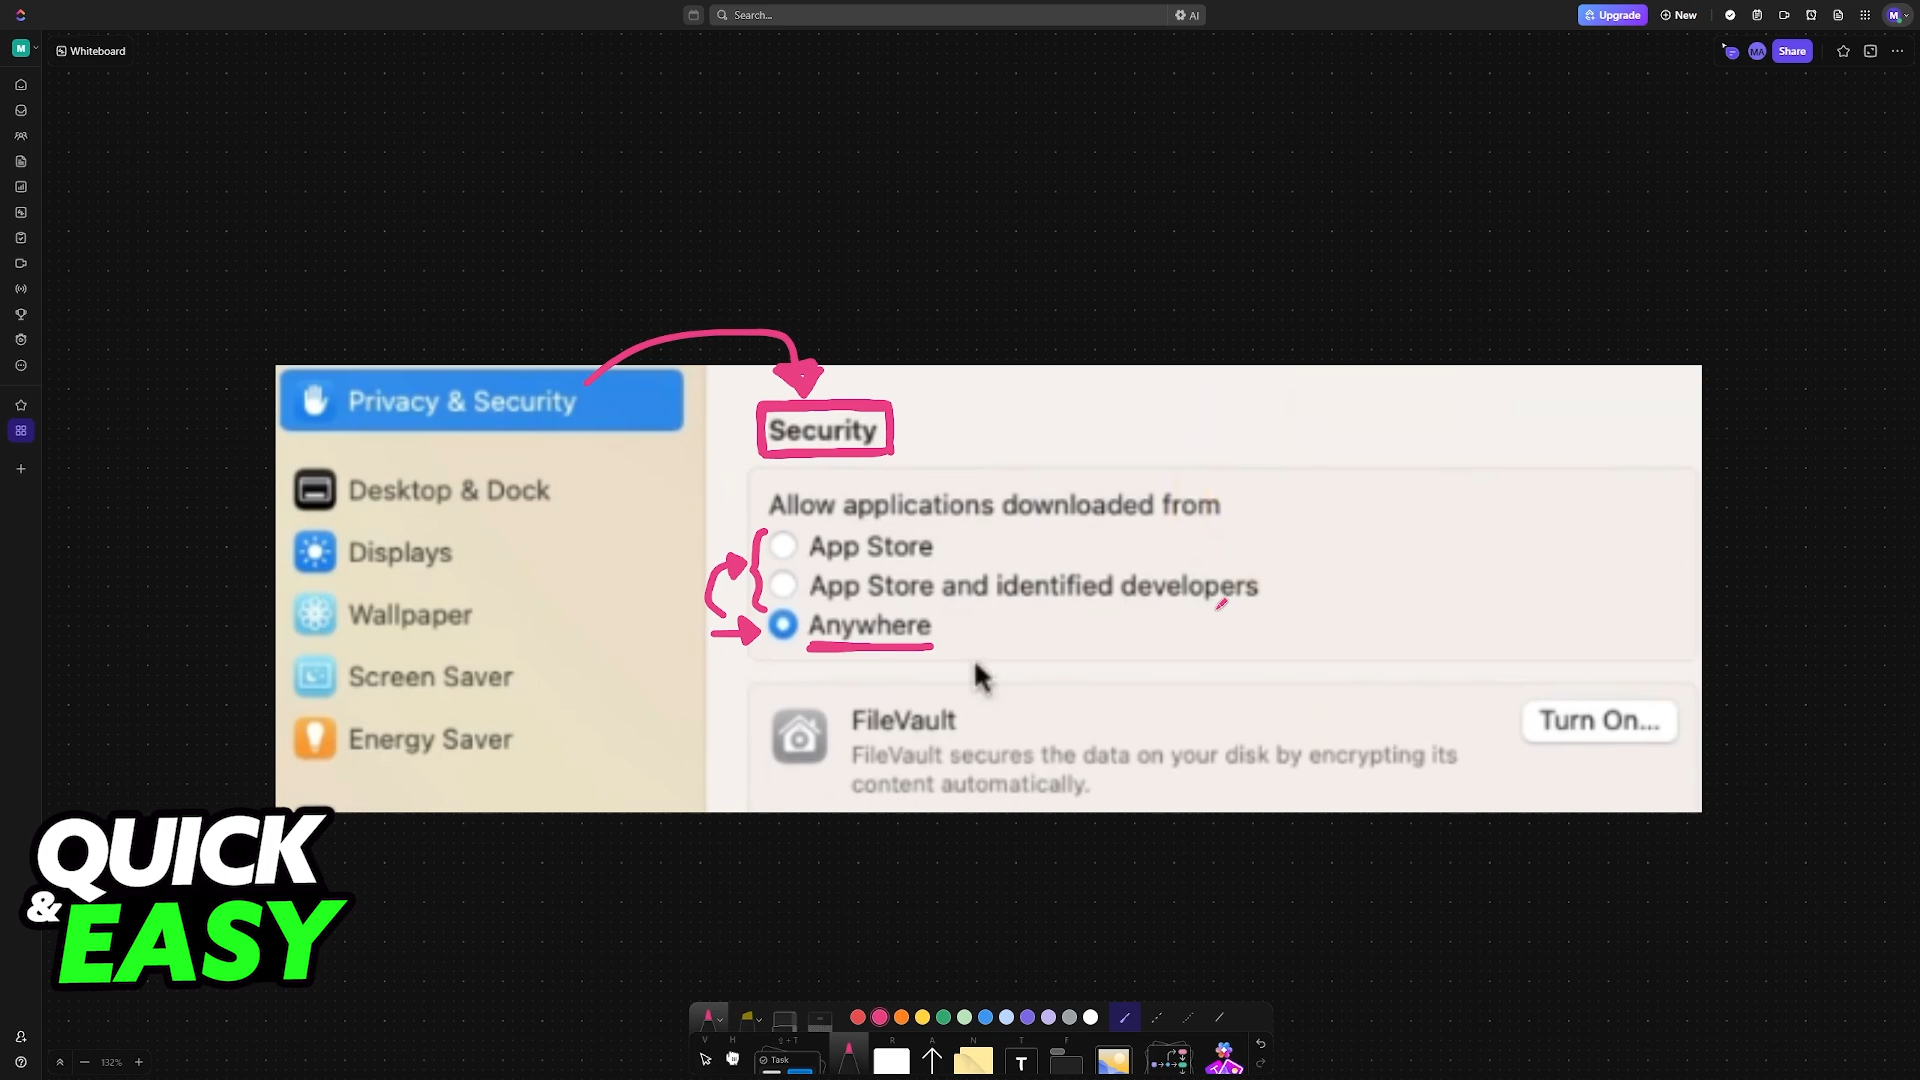 Search...
AI
Upgrade
New
M
M
Whiteboard
MA
Share
Privacy & Security
Desktop & Dock
Displays
Wallpaper
Screen Saver
Energy Saver
Security
Allow applications downloaded from
App Store
App Store and identified developers
Anywhere
FileVault
FileVault secures the data on your disk by encrypting its
content automatically.
Turn On...
QUICK
& EASY
V
H
⇧ + T
R
A
N
T
F
Task
T
132%